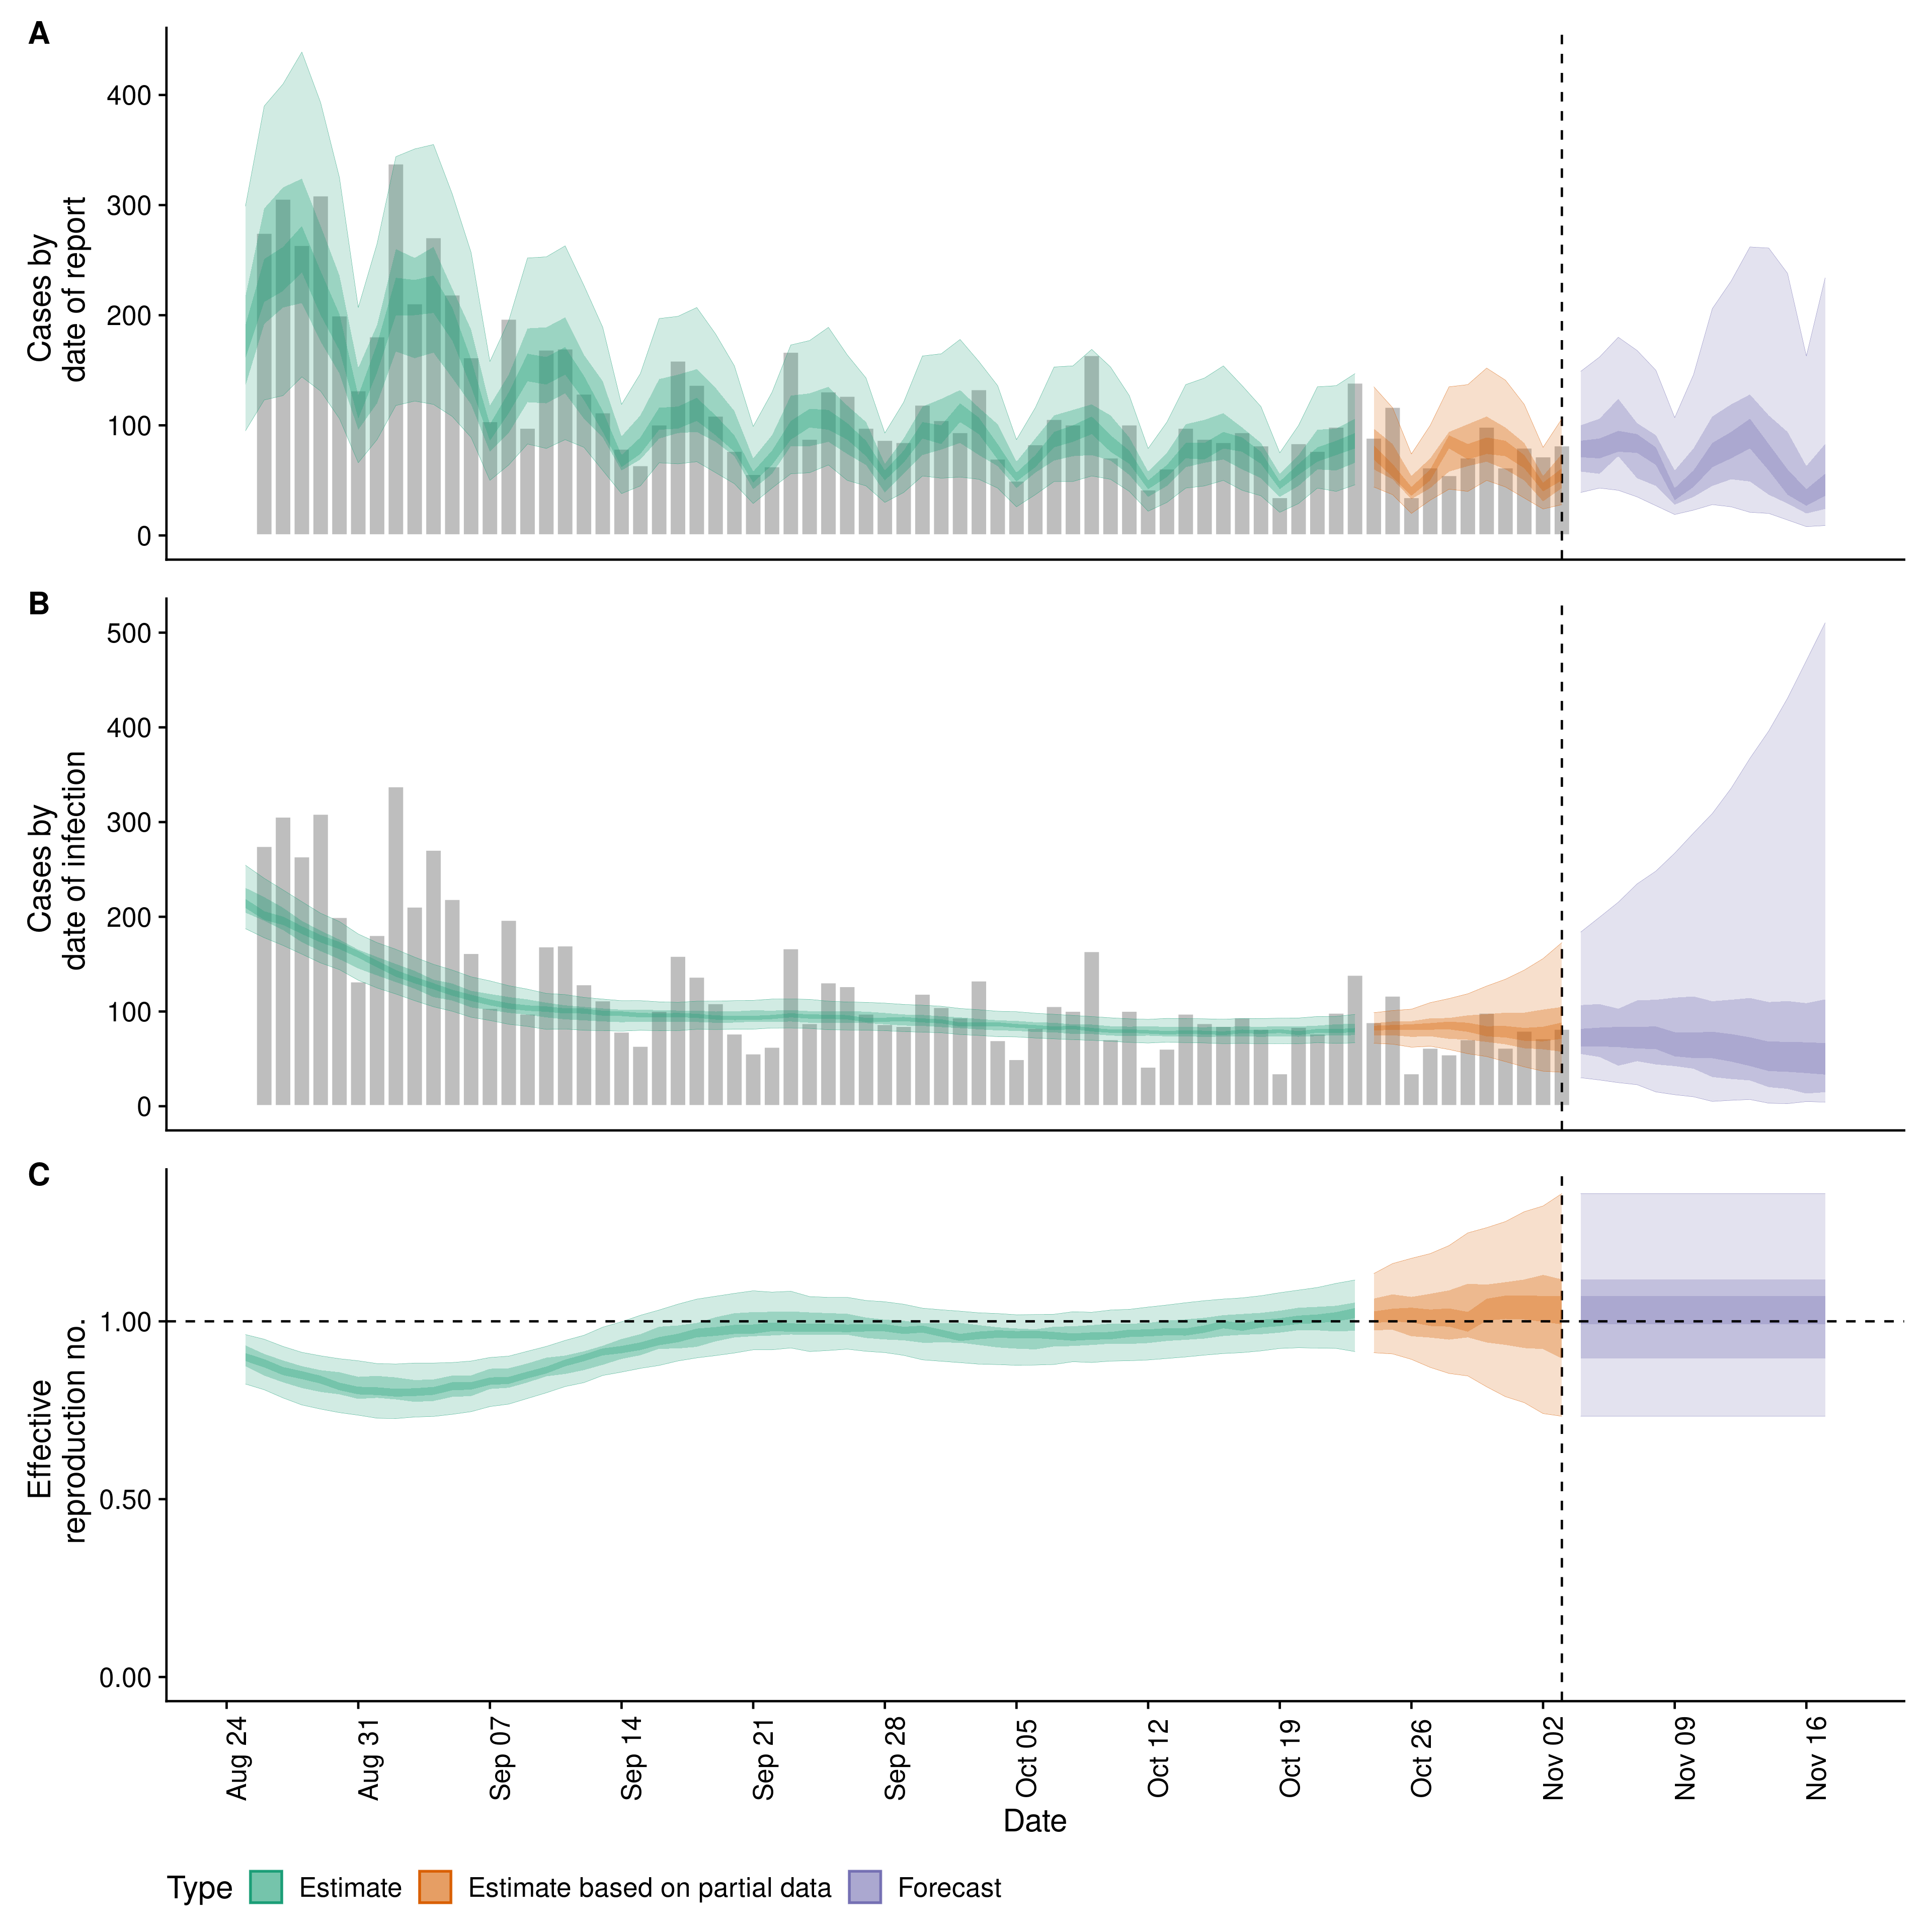 A
400
300
200
100
0
Cases by
date of report
B
500
400
300
200
100
0
Cases by
date of infection
C
1.00
0.50
0.00
Effective
reproduction no.
Aug 24
Aug 31
Sep 07
Sep 14
Sep 21
Sep 28
Oct 05
Oct 12
Oct 19
Oct 26
Nov 02
Nov 09
Nov 16
Date
Type Estimate Estimate based on partial data Forecast